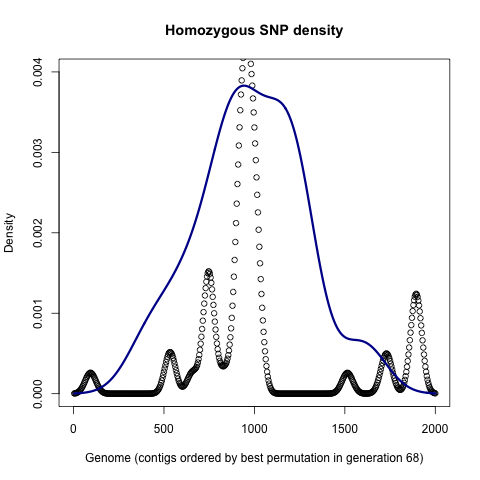 Homozygous SNP density
0.004
0.003
0.002
0.001
0.000
Density
0 500 1000 1500 2000
Genome (contigs ordered by best permutation in generation 68)